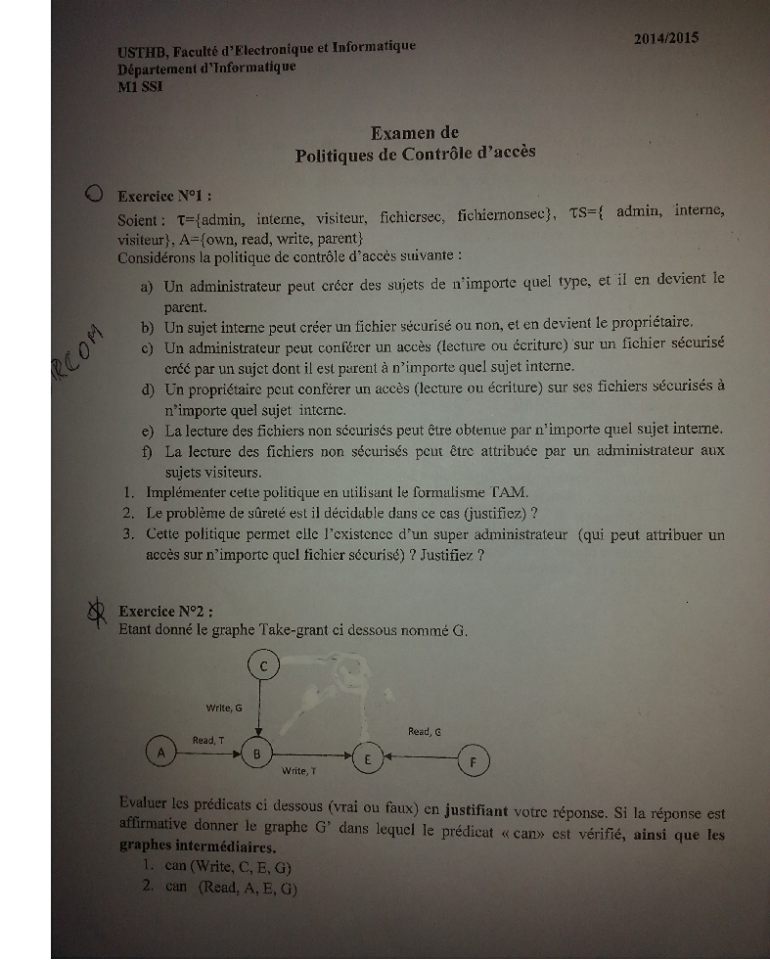 USTHB, Faculté d'Electronique et Informatique
2014/2015
Département d'Informatique
M1 SSI
Examen de
Politiques de Contrôle d'accès
Exercice N°1 :
Soient : τ={admin, interne, visiteur, fichiersec, fichiernonsec}, τS={ admin, interne,
visiteur}, A={own, read, write, parent}
Considérons la politique de contrôle d'accès suivante :
a) Un administrateur peut créer des sujets de n'importe quel type, et il en devient le
parent.
b) Un sujet interne peut créer un fichier sécurisé ou non, et en devient le propriétaire.
c) Un administrateur peut conférer un accès (lecture ou écriture) sur un fichier sécurisé
créé par un sujet dont il est parent à n'importe quel sujet interne.
d) Un propriétaire peut conférer un accès (lecture ou écriture) sur ses fichiers sécurisés à
n'importe quel sujet interne.
e) La lecture des fichiers non sécurisés peut être obtenue par n'importe quel sujet interne.
f) La lecture des fichiers non sécurisés peut être attribuée par un administrateur aux
sujets visiteurs.
1. Implémenter cette politique en utilisant le formalisme TAM.
2. Le problème de sûreté est il décidable dans ce cas (justifiez) ?
3. Cette politique permet elle l'existence d'un super administrateur (qui peut attribuer un
accès sur n'importe quel fichier sécurisé) ? Justifiez ?
Exercice N°2 :
Etant donné le graphe Take-grant ci dessous nommé G.
C
Write, G
Read, T
Read, G
A
B
E
F
Write, T
Evaluer les prédicats ci dessous (vrai ou faux) en justifiant votre réponse. Si la réponse est
affirmative donner le graphe G' dans lequel le prédicat « can» est vérifié, ainsi que les
graphes intermédiaires.
1. can (Write, C, E, G)
2. can (Read, A, E, G)